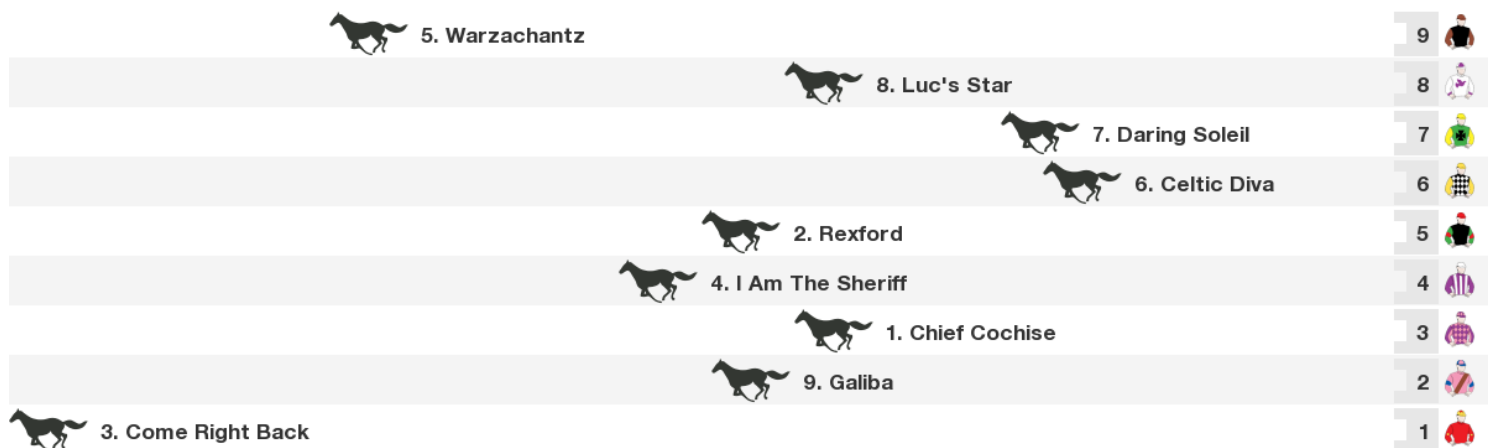 5. Warzachantz 9
8. Luc's Star 8
7. Daring Soleil 7
6. Celtic Diva 6
2. Rexford 5
4. I Am The Sheriff 4
1. Chief Cochise 3
9. Galiba 2
3. Come Right Back 1